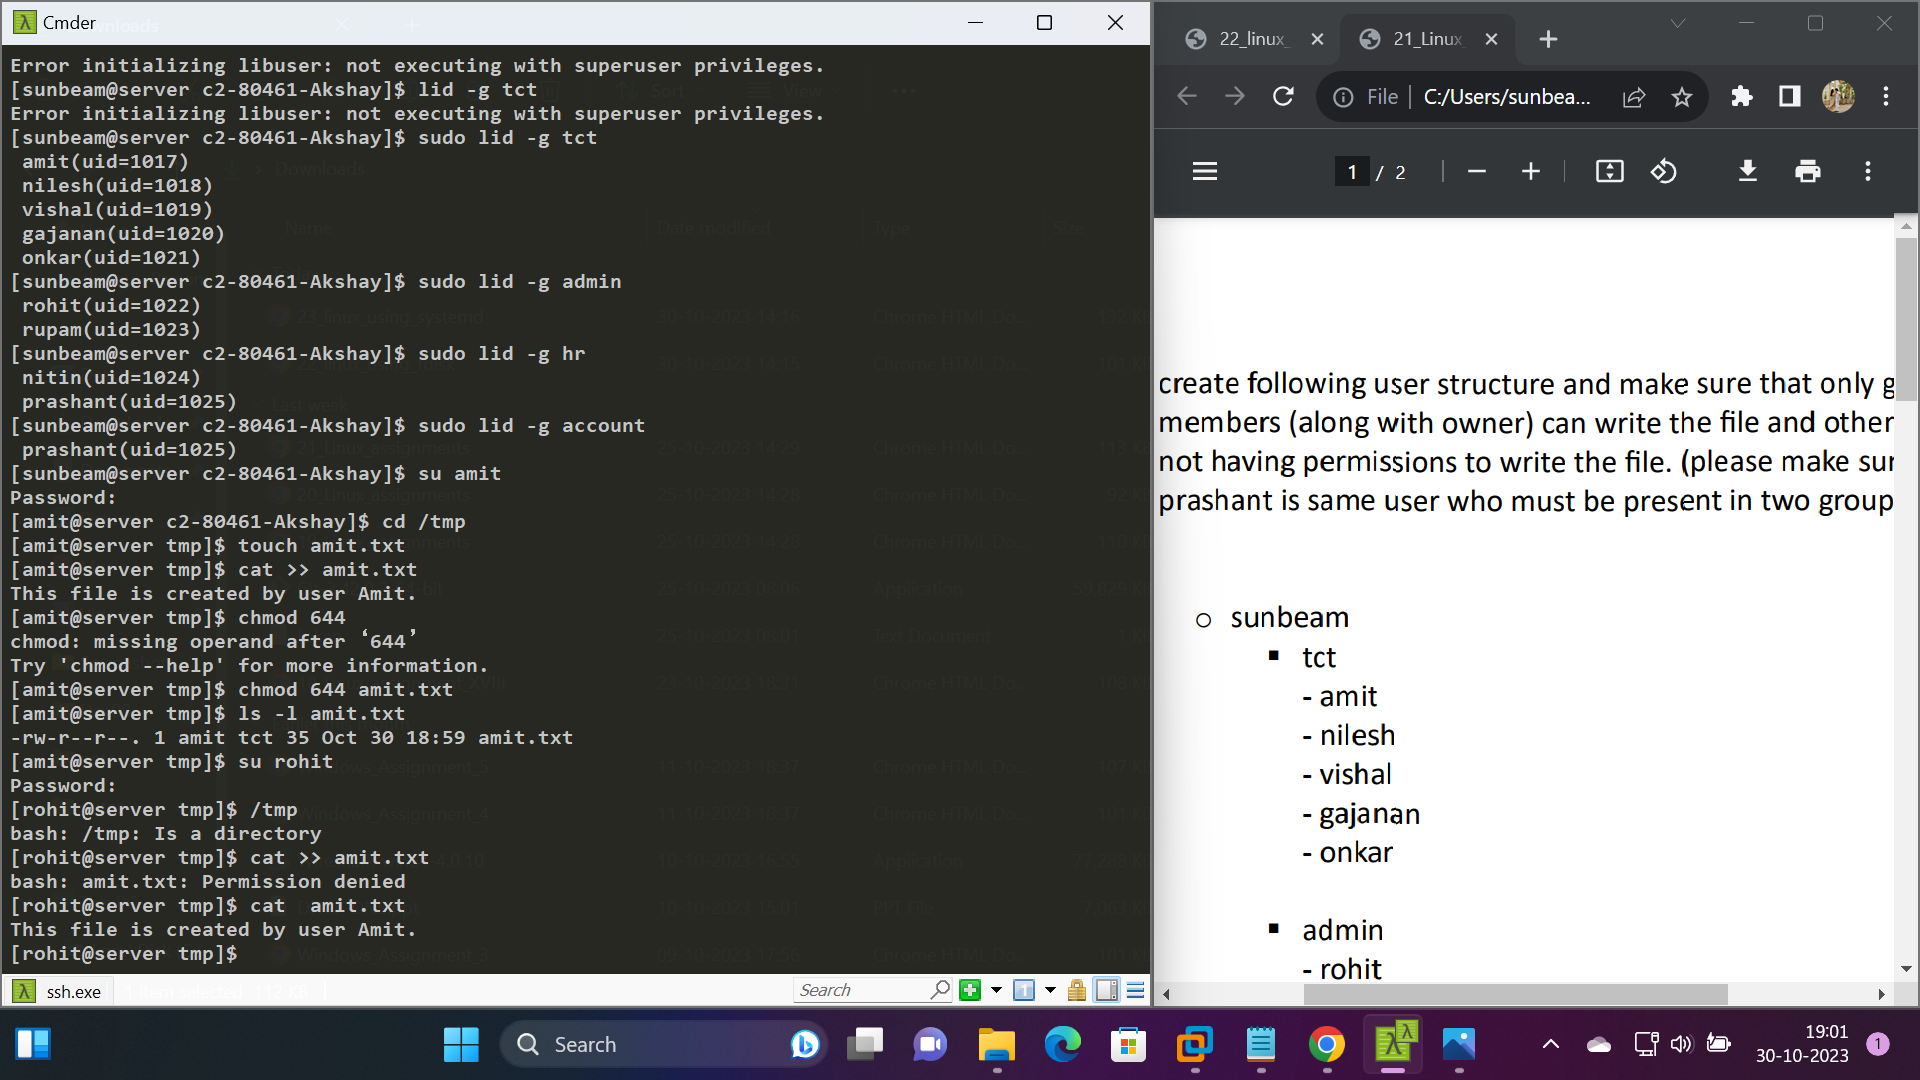 Cmder
Error initializing libuser: not executing with superuser privileges.
[sunbeam@server c2-80461-Akshay]$ lid -g tct
Error initializing libuser: not executing with superuser privileges.
[sunbeam@server c2-80461-Akshay]$ sudo lid -g tct
amit(uid=1017)
nilesh(uid=1018)
vishal(uid=1019)
gajanan(uid=1020)
onkar(uid=1021)
[sunbeam@server c2-80461-Akshay]$ sudo lid -g admin
rohit(uid=1022)
rupam(uid=1023)
[sunbeam@server c2-80461-Akshay]$ sudo lid -g hr
nitin(uid=1024)
prashant(uid=1025)
[sunbeam@server c2-80461-Akshay]$ sudo lid -g account
prashant(uid=1025)
[sunbeam@server c2-80461-Akshay]$ su amit
Password:
[amit@server c2-80461-Akshay]$ cd /tmp
[amit@server tmp]$ touch amit.txt
[amit@server tmp]$ cat >> amit.txt
This file is created by user Amit.
[amit@server tmp]$ chmod 644
chmod: missing operand after ‘644’
Try 'chmod --help' for more information.
[amit@server tmp]$ chmod 644 amit.txt
[amit@server tmp]$ ls -l amit.txt
-rw-r--r--. 1 amit tct 35 Oct 30 18:59 amit.txt
[amit@server tmp]$ su rohit
Password:
[rohit@server tmp]$ /tmp
bash: /tmp: Is a directory
[rohit@server tmp]$ cat >> amit.txt
bash: amit.txt: Permission denied
[rohit@server tmp]$ cat  amit.txt
This file is created by user Amit.
[rohit@server tmp]$
ssh.exe
Search
22_linux_
21_Linux_
File
C:/Users/sunbea...
1 / 2
create following user structure and make sure that only g
members (along with owner) can write the file and other
not having permissions to write the file. (please make sur
prashant is same user who must be present in two group
o sunbeam
▪ tct
- amit
- nilesh
- vishal
- gajanan
- onkar
▪ admin
- rohit
Search
19:01
30-10-2023
1